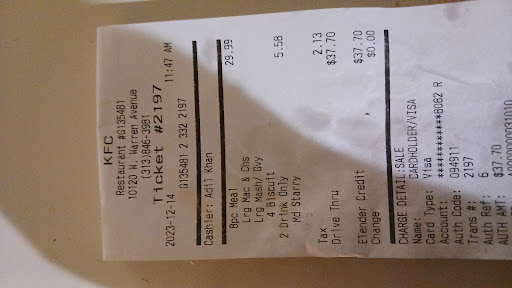 KFC
Restaurant #G135481
10120 W. Warren Avenue
(313)846-3981
Ticket #2197
2023-12-14 11:47 AM
G135481 2 332 2197
Cashier: Adil Khan
8pc Meal 29.99
Lrg Mac & Chs
Lrg Mash/ Gvy
4 Biscuit
2 Drink Only 5.58
Md Starry
Tax 2.13
Drive Thru $37.70
ETender Credit $37.70
Change $0.00
CHARGE DETAIL:SALE
Name: CARDHOLDER/VISA
Card Type: Visa
Account: ************8082 R
Auth Code: 094911
Trans #: 2197
Auth Ref: 6
AUTH AMT: $37.70